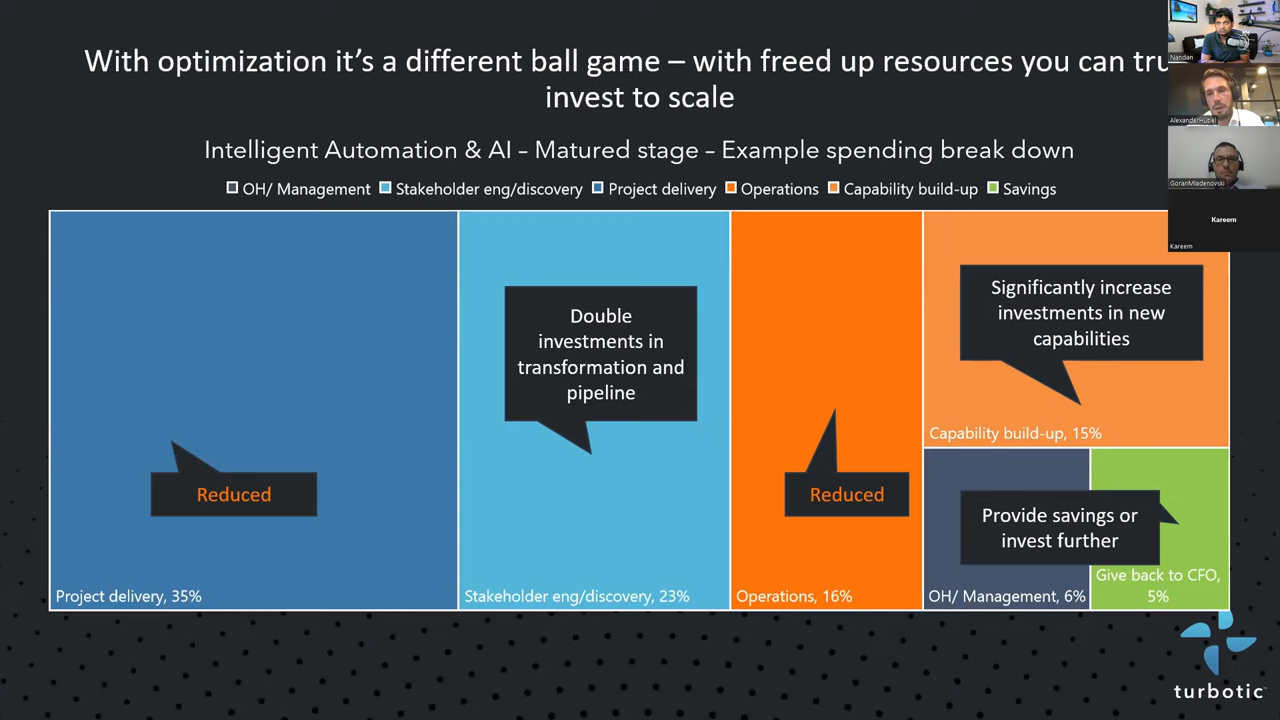 With optimization it's a different ball game – with freed up resources you can
invest to scale
Intelligent Automation & AI – Matured stage – Example spending break down
OH/ Management Stakeholder eng/discovery Project delivery Operations Capability build-up Savings
Nandan
AlexanderHübel
GoranMladenovski
Kareem
Kareem
Significantly increase
investments in new
capabilities
Double
investments in
transformation and
pipeline
Capability build-up, 15%
Reduced
Reduced
Provide savings or
invest further
Project delivery, 35%
Stakeholder eng/discovery, 23%
Operations, 16%
OH/ Management, 6%
Give back to CFO,
5%
turbotic